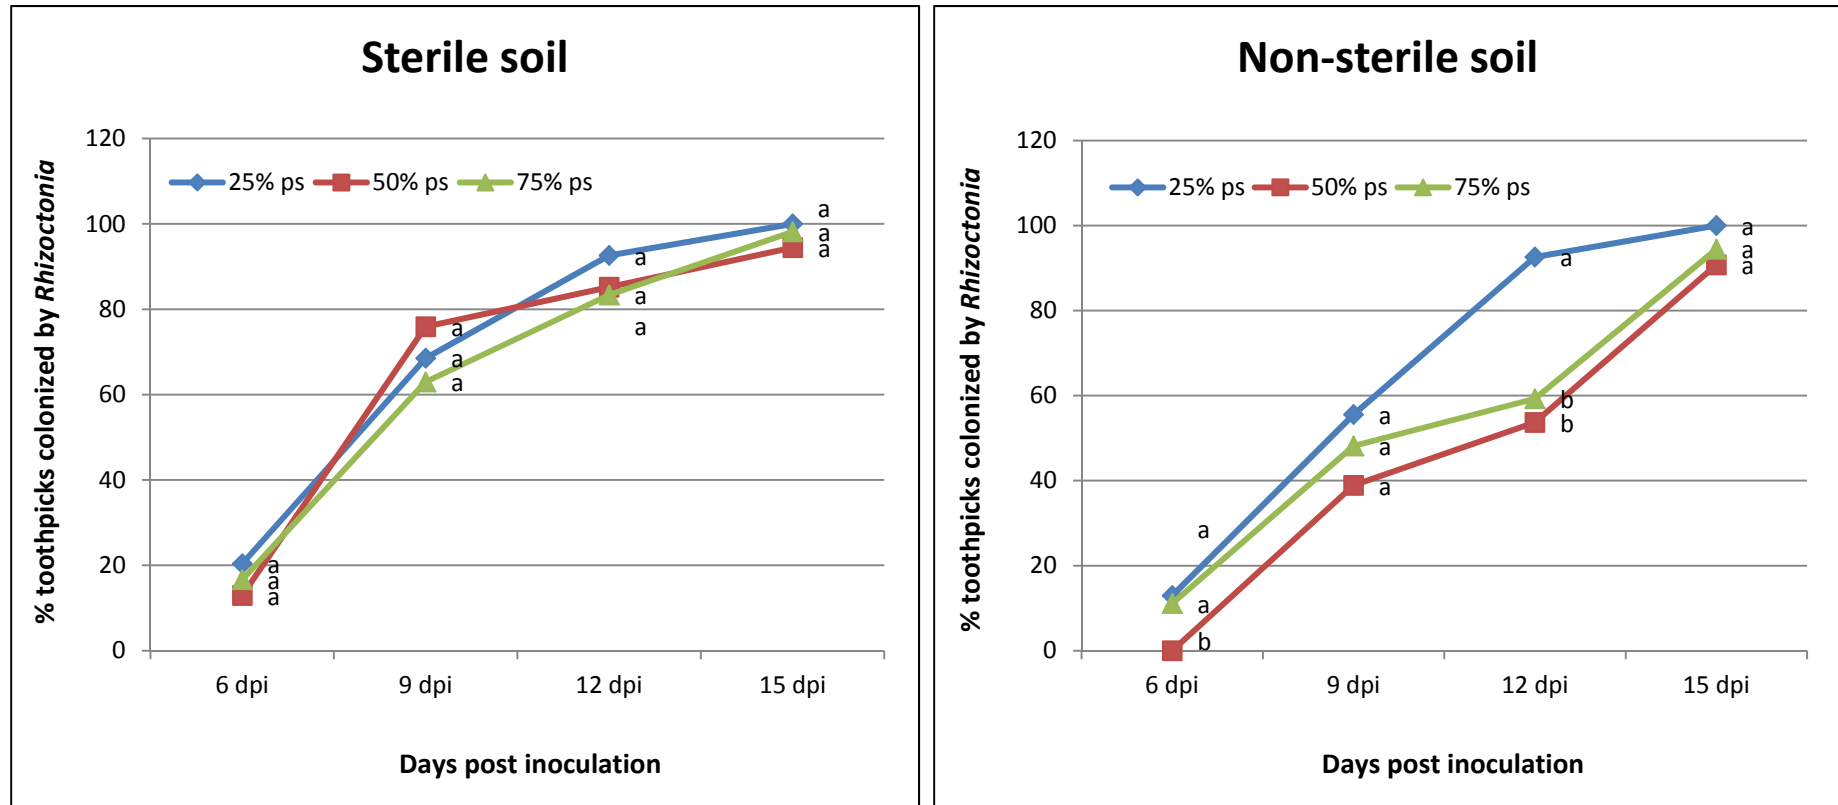 Sterile soil
% toothpicks colonized by Rhizoctonia
120
100
80
60
40
20
0
25% ps 50% ps 75% ps
a
a
a
a
a
a
a
a
a
a
a
a
6 dpi 9 dpi 12 dpi 15 dpi
Days post inoculation
Non-sterile soil
% toothpicks colonized by Rhizoctonia
120
100
80
60
40
20
0
25% ps 50% ps 75% ps
a
a
b
a
a
a
a
b
b
a
a
a
6 dpi 9 dpi 12 dpi 15 dpi
Days post inoculation